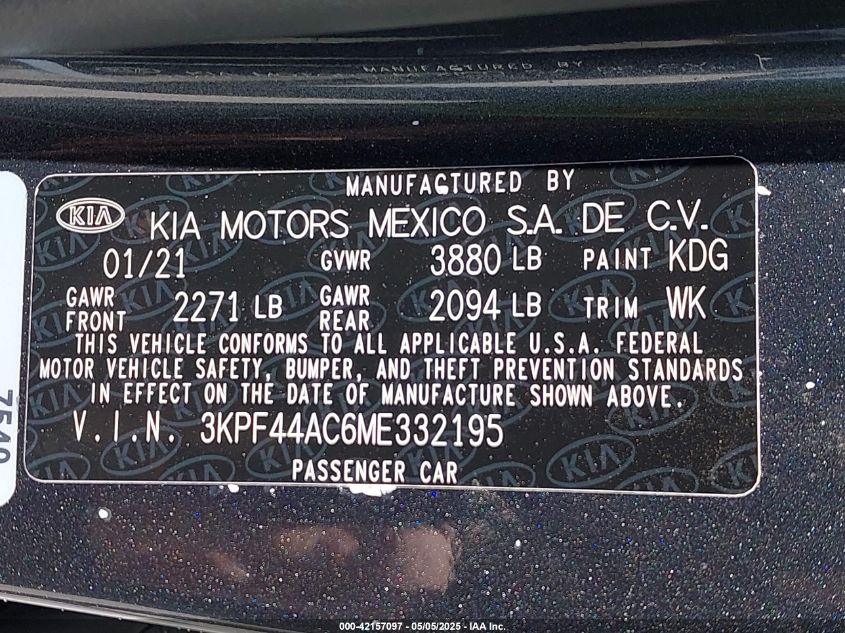 MANUFACTURED BY
KIA KIA MOTORS MEXICO S.A. DE C.V.
01/21 GVWR 3880 LB PAINT KDG
GAWR FRONT 2271 LB GAWR REAR 2094 LB TRIM WK
THIS VEHICLE CONFORMS TO ALL APPLICABLE U.S.A. FEDERAL
MOTOR VEHICLE SAFETY, BUMPER, AND THEFT PREVENTION STANDARDS
IN EFFECT ON THE DATE OF MANUFACTURE SHOWN ABOVE.
V.I.N. 3KPF44AC6ME332195
PASSENGER CAR
000-42157097 - 05/05/2025 - IAA Inc.